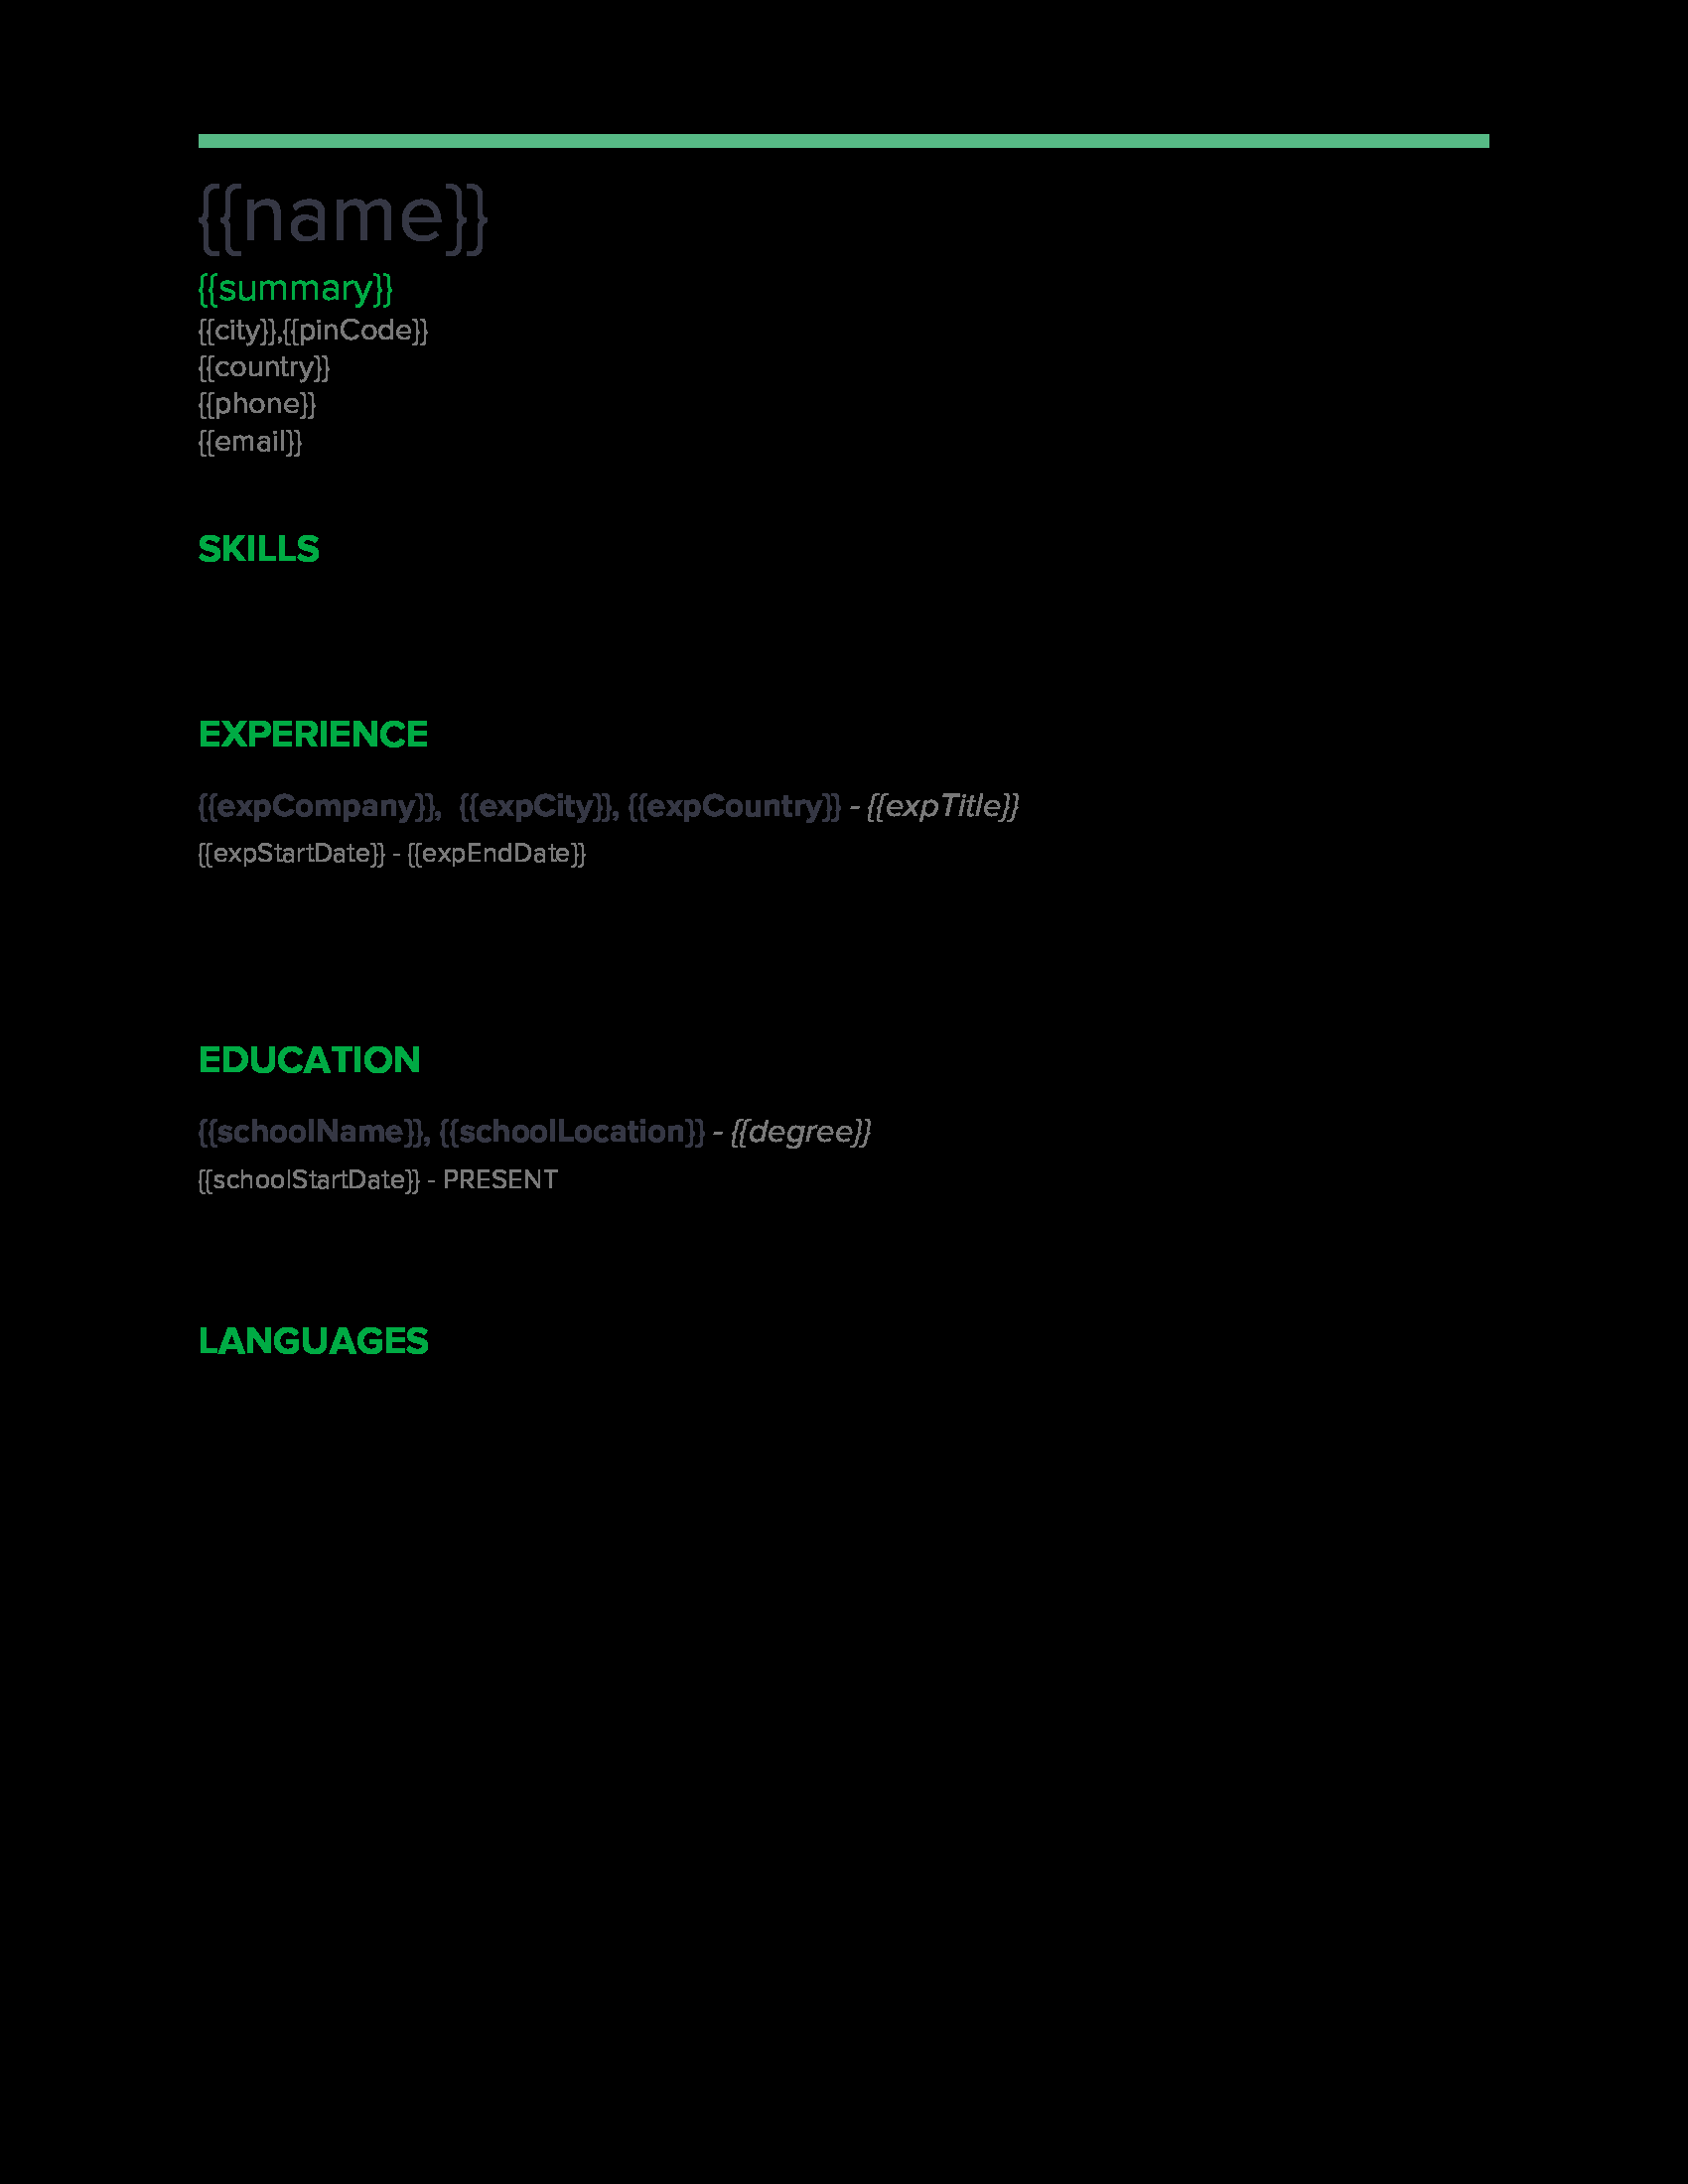 {{name}}
{{summary}}
{{city}},{{pinCode}}
{{country}}
{{phone}}
{{email}}
SKILLS
EXPERIENCE
{{expCompany}},  {{expCity}}, {{expCountry}} - {{expTitle}}
{{expStartDate}} - {{expEndDate}}
EDUCATION
{{schoolName}}, {{schoolLocation}} - {{degree}}
{{schoolStartDate}} - PRESENT
LANGUAGES